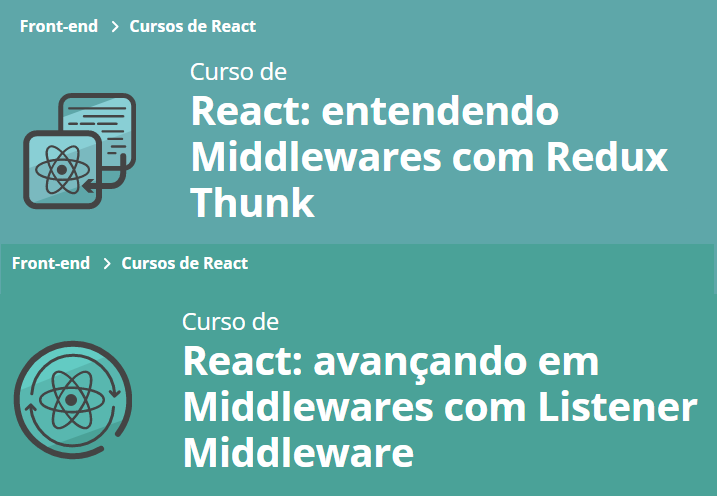 Front-end > Cursos de React
Curso de
React: entendendo
Middlewares com Redux
Thunk
Front-end > Cursos de React
Curso de
React: avançando em
Middlewares com Listener
Middleware